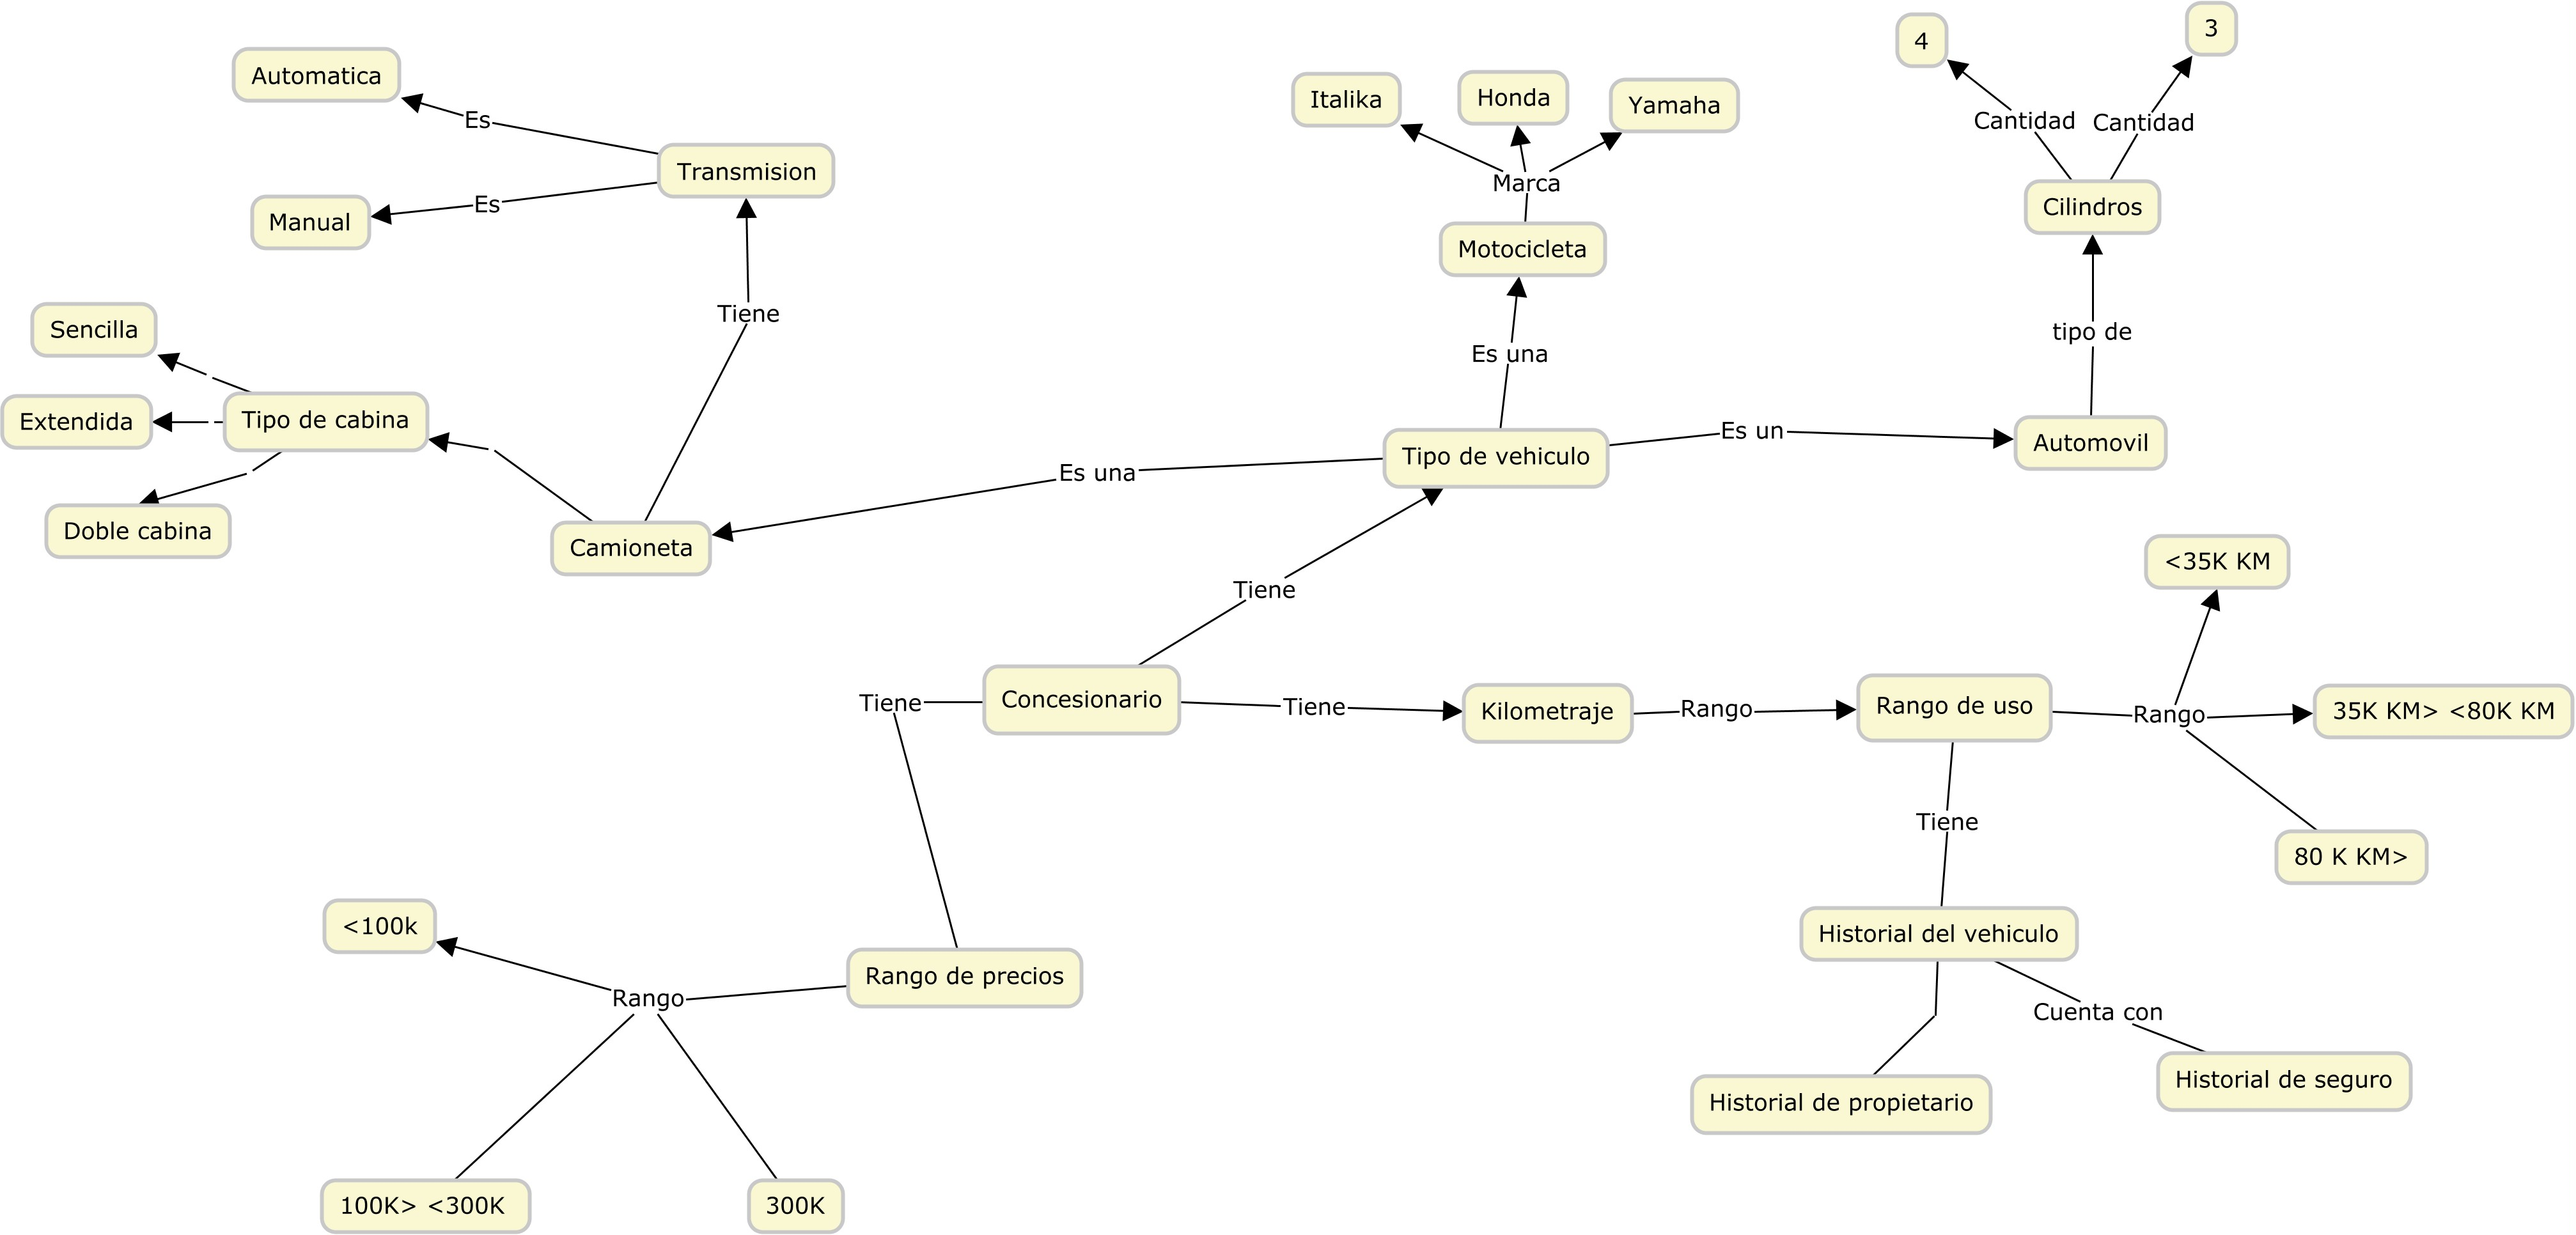 3
4
Automatica
Honda
Italika
Yamaha
Es
Cantidad
Cantidad
Transmision
Marca
Es
Cilindros
Manual
Motocicleta
Tiene
Sencilla
tipo de
Es una
Extendida
Tipo de cabina
Es un
Automovil
Tipo de vehiculo
Es una
Doble cabina
Camioneta
<35K KM
Tiene
Tiene
Concesionario
Tiene
Kilometraje
Rango
Rango de uso
Rango
35K KM> <80K KM
Tiene
80 K KM>
<100k
Historial del vehiculo
Rango
Rango de precios
Cuenta con
Historial de seguro
Historial de propietario
100K> <300K
300K